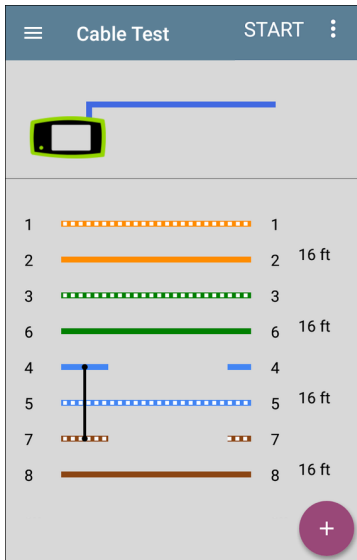 Cable Test START
1 1
2 2 16 ft
3 3
6 6 16 ft
4 4
5 5 16 ft
7 7
8 8 16 ft
+